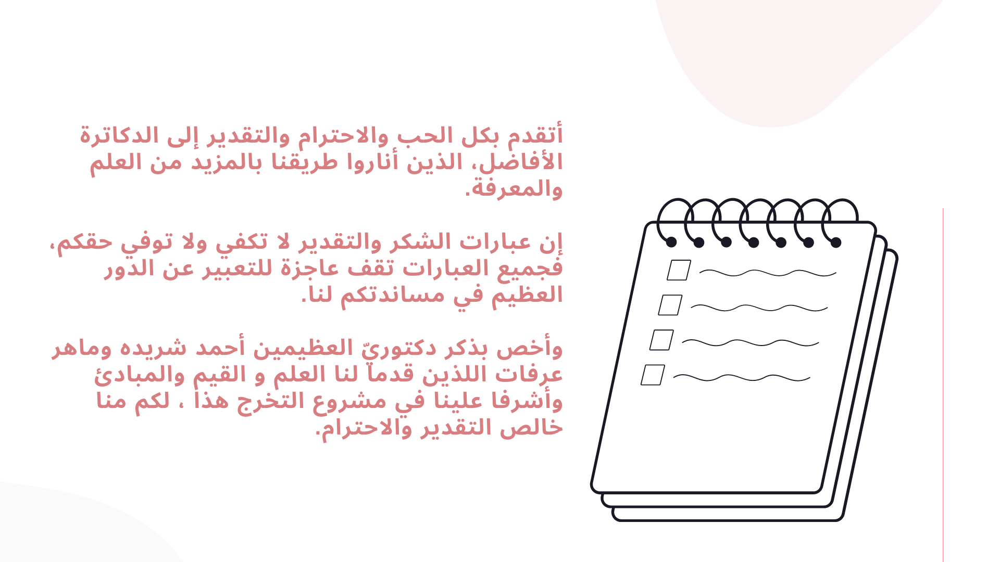 أتقدم بكل الحب والاحترام والتقدير إلى الدكاترة
الأفاضل، الذين أناروا طريقنا بالمزيد من العلم
والمعرفة.
إن عبارات الشكر والتقدير لا تكفي ولا توفي حقكم،
فجميع العبارات تقف عاجزة للتعبير عن الدور
العظيم في مساندتكم لنا.
وأخص بذكر دكتوريّ العظيمين أحمد شريده وماهر
عرفات اللذين قدما لنا العلم و القيم والمبادئ
وأشرفا علينا في مشروع التخرج هذا ، لكم منا
خالص التقدير والاحترام.